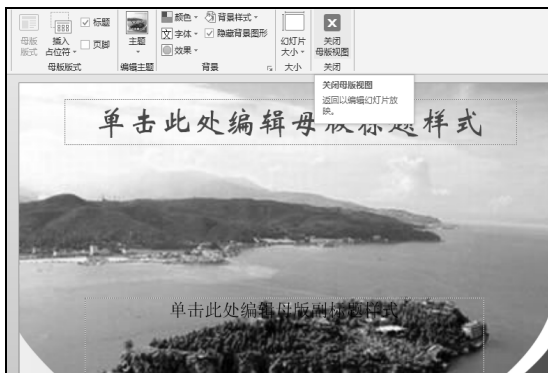 母版 版式
插入 占位符
标题
页脚
母版版式
主题
编辑主题
颜色
背景样式
文字体
隐藏背景图形
效果
背景
幻灯片 大小
大小
关闭 母版视图
关闭
关闭母版视图
返回以编辑幻灯片放
映。
单击此处编辑母版标题样式
单击此处编辑母版副标题样式